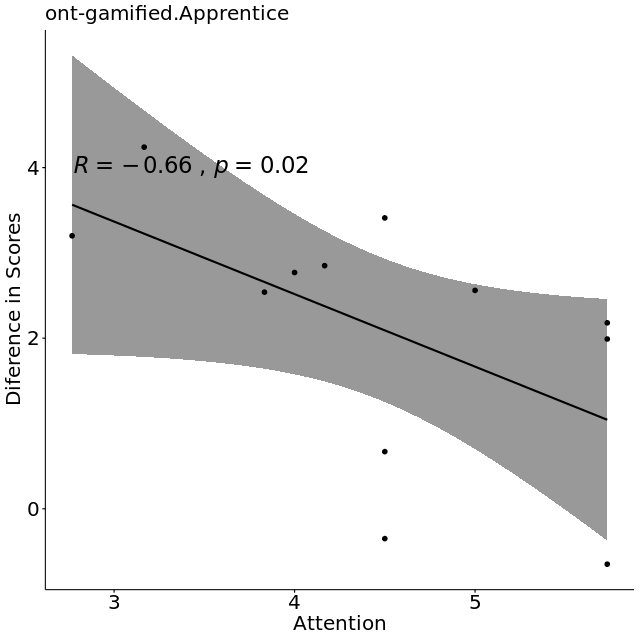 ont-gamified.Apprentice
R = −0.66 , p = 0.02
4
2
0
Diference in Scores
3 4 5
Attention